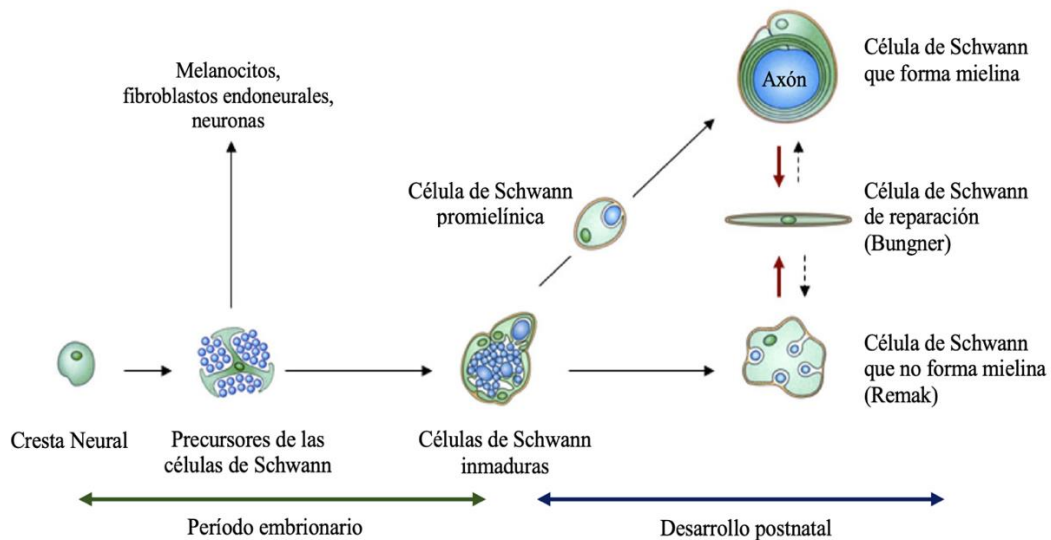 Melanocitos,
fibroblastos endoneurales,
neuronas
Célula de Schwann
que forma mielina
Axón
Célula de Schwann
promielínica
Célula de Schwann
de reparación
(Bungner)
Célula de Schwann
que no forma mielina
(Remak)
Cresta Neural
Precursores de las
células de Schwann
Células de Schwann
inmaduras
Período embrionario
Desarrollo postnatal